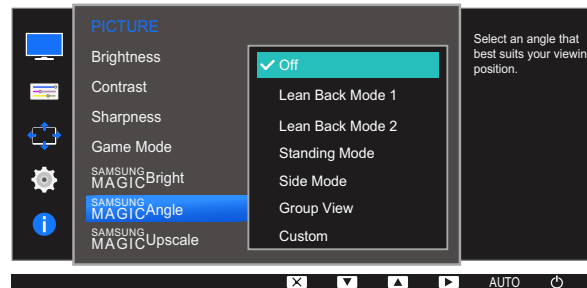 PICTURE
Brightness
Contrast
Sharpness
Game Mode
SAMSUNG
MAGICBright
SAMSUNG
MAGICAngle
SAMSUNG
MAGICUpscale
Off
Lean Back Mode 1
Lean Back Mode 2
Standing Mode
Side Mode
Group View
Custom
Select an angle that
best suits your viewin
position.
AUTO